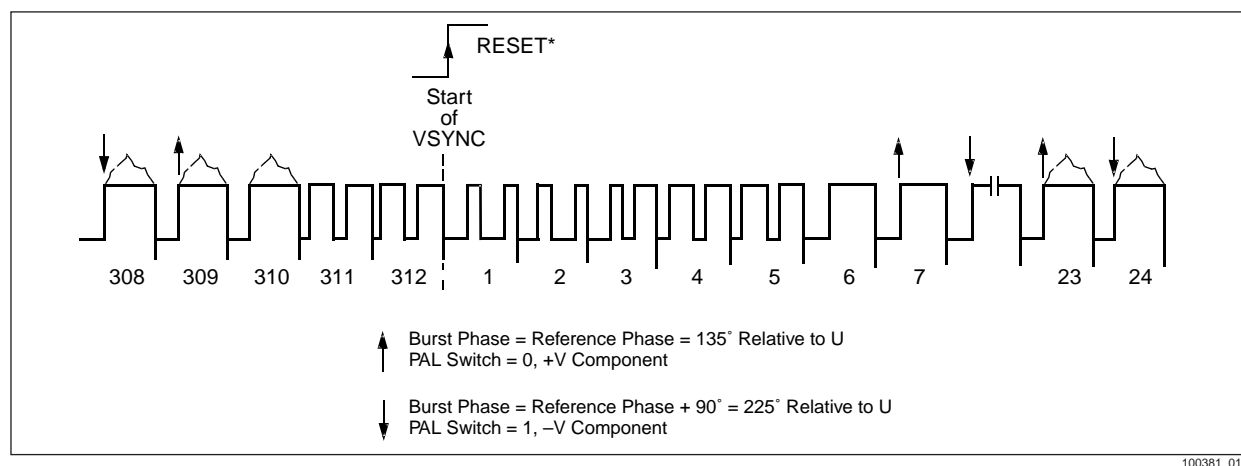 RESET*
Start
of
VSYNC
308 309 310 311 312 1 2 3 4 5 6 7 23 24
Burst Phase = Reference Phase = 135° Relative to U
PAL Switch = 0, +V Component
Burst Phase = Reference Phase + 90° = 225° Relative to U
PAL Switch = 1, –V Component